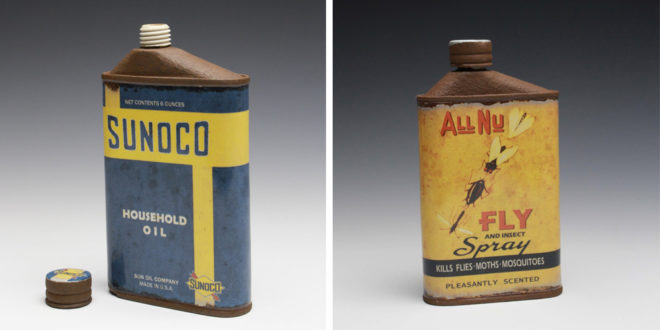 NET CONTENTS 6 OUNCES
SUNOCO
HOUSEHOLD
OIL
SUN OIL COMPANY
MADE IN U.S.A.
SUNOCO
ALL NU
FLY
AND INSECT
Spray
KILLS FLIES-MOTHS-MOSQUITOES
PLEASANTLY SCENTED